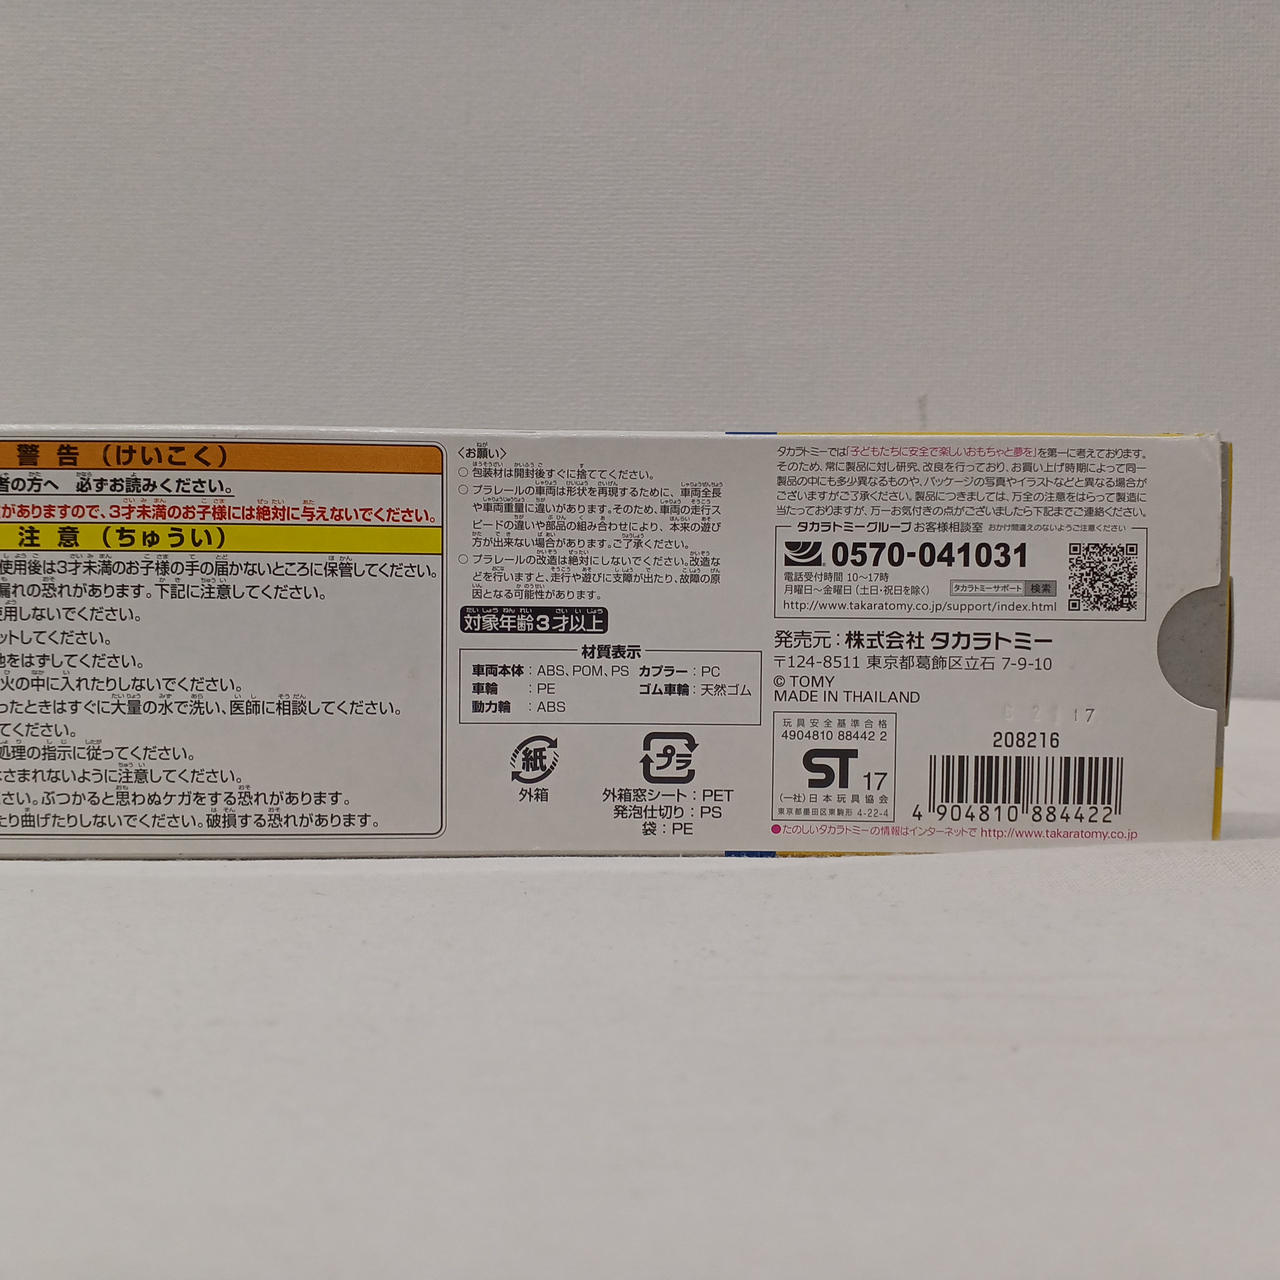 警告（けいこく）
者の方へ 必ずお読みください。
がありますので、3才未満のお子様には絶対に与えないでください。
注意（ちゅうい）
使用後は3才未満のお子様の手の届かないところに保管してください。
漏れの恐れがあります。下記に注意してください。
使用しないでください。
ットしてください。
池をはずしてください。
火の中に入れたりしないでください。
ったときはすぐに大量の水で洗い、医師に相談してください。
てください。
処理の指示に従ってください。
はさまれないように注意してください。
さい。ぶつかると思わぬケガをする恐れがあります。
たり曲げたりしないでください。破損する恐れがあります。
〈お願い〉
○包装材は開封後すぐに捨ててください。
○プラレールの車両は形状を再現するために、車両全長
や車両重量に違いがあります。そのため、車両の走行ス
ピードの違いや部品の組み合わせにより、本来の遊び
方が出来ない場合があります。ご了承ください。
○プラレールの改造は絶対にしないでください。改造な
どを行いますと、走行や遊びに支障が出たり、故障の原
因となる可能性があります。
対象年齢3才以上
材質表示
車両本体：ABS、POM、PS カプラー：PC
車輪：PE ゴム車輪：天然ゴム
動力輪：ABS
紙
外箱
プラ
外箱窓シート：PET
発泡仕切り：PS
袋：PE
タカラトミーでは「子どもたちに安全で楽しいおもちゃと夢を」を第一に考えております。
そのため、常に製品に対し研究、改良を行っており、お買い上げ時期によって同一
製品の中にも多少異なるものや、パッケージの写真やイラストなどと異なる場合が
ございますがご了承ください。製品につきましては、万全の注意をはらって製造に
当たっておりますが、万一お気付きの点がございましたら下記までご連絡ください。
タカラトミーグループ お客様相談室 おかけ間違えのないようご注意ください
0570-041031
電話受付時間 10〜17時
月曜日〜金曜日（土・日・祝日を除く）
タカラトミーサポート 検索
http://www.takaratomy.co.jp/support/index.html
発売元：株式会社 タカラトミー
〒124-8511 東京都葛飾区立石 7-9-10
© TOMY
MADE IN THAILAND
玩具安全基準合格
4904810 88442 2
ST 17
(一社)日本玩具協会
東京都墨田区東駒形 4-22-4
208216
4 904810 884422
●たのしいタカラトミーの情報はインターネットで http://www.takaratomy.co.jp